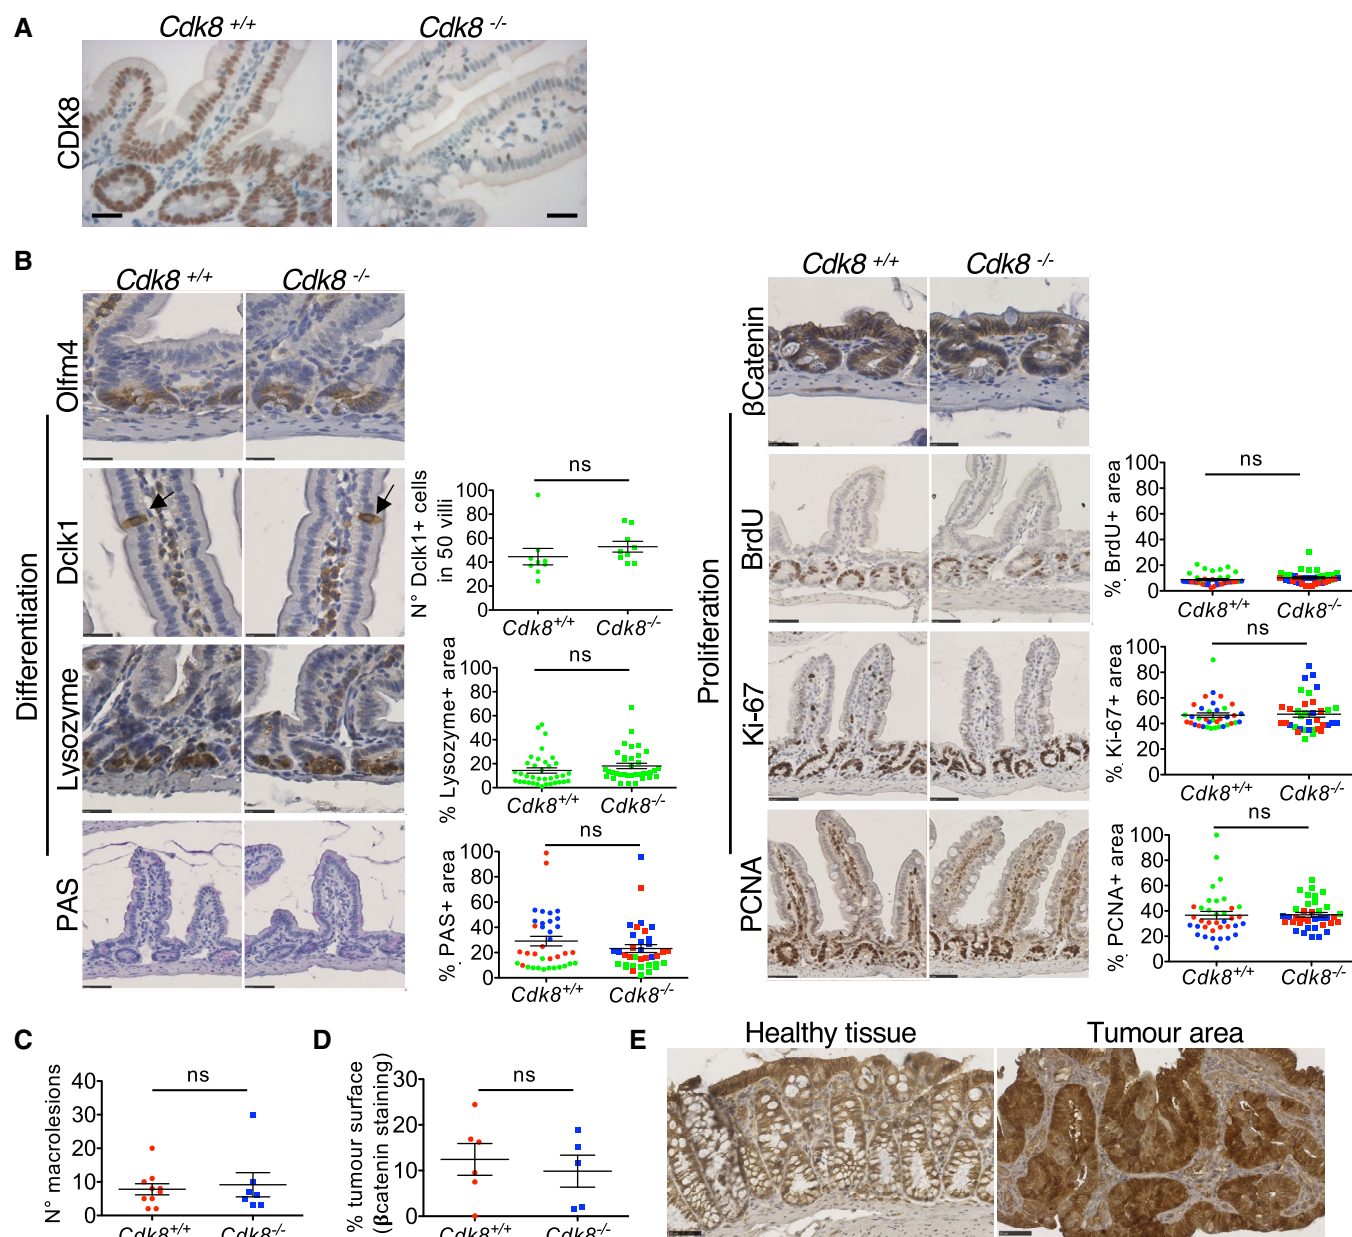 A
Cdk8 +/+
Cdk8 -/-
CDK8
B
Cdk8 +/+
Cdk8 -/-
Differentiation
Olfm4
Dclk1
N° Dclk1+ cells
in 50 villi
100
80
60
40
20
0
ns
Cdk8+/+
Cdk8-/-
Lysozyme
% Lysozyme+ area
100
80
60
40
20
0
ns
Cdk8+/+
Cdk8-/-
PAS
% PAS+ area
100
80
60
40
20
0
ns
Cdk8+/+
Cdk8-/-
Cdk8 +/+
Cdk8 -/-
Proliferation
βCatenin
BrdU
% BrdU+ area
100
80
60
40
20
0
ns
Cdk8+/+
Cdk8-/-
Ki-67
% Ki-67+ area
100
80
60
40
20
0
ns
Cdk8+/+
Cdk8-/-
PCNA
% PCNA+ area
100
80
60
40
20
0
ns
Cdk8+/+
Cdk8-/-
C
N° macrolesions
40
30
20
10
0
ns
Cdk8+/+
Cdk8-/-
D
% tumour surface
(βcatenin staining)
30
20
10
0
ns
Cdk8+/+
Cdk8-/-
E
Healthy tissue
Tumour area